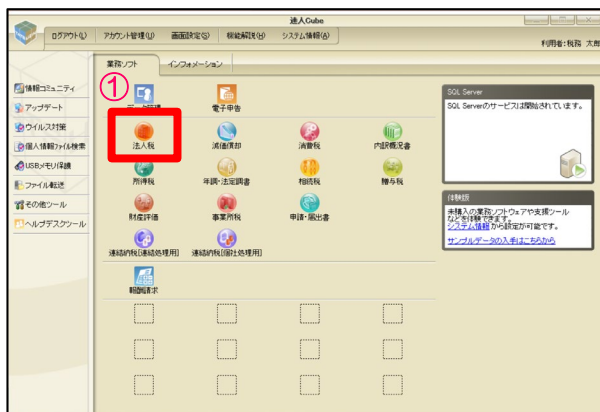 達人Cube
ログアウト(L) アカウント管理(U) 画面設定(S) 機能解説(H) システム情報(A)
利用者:税務 太郎
業務ソフト インフォメーション
①
情報コミュニティ
アップデート
ウイルス対策
個人情報ファイル検索
USBメモリ保護
ファイル転送
その他ツール
ヘルプデスクツール
データ管理 電子申告
法人税 減価償却 消費税 内訳概況書
所得税 年調・法定調書 相続税 贈与税
財産評価 事業所税 申請・届出書
連結納税[連結処理用] 連結納税[個社処理用]
報酬請求
SQL Server
SQL Serverのサービスは開始されています。
体験版
未購入の業務ソフトウェアや支援ツール
などを体験できます。
システム情報 から設定が可能です。
サンプルデータの入手はこちらから